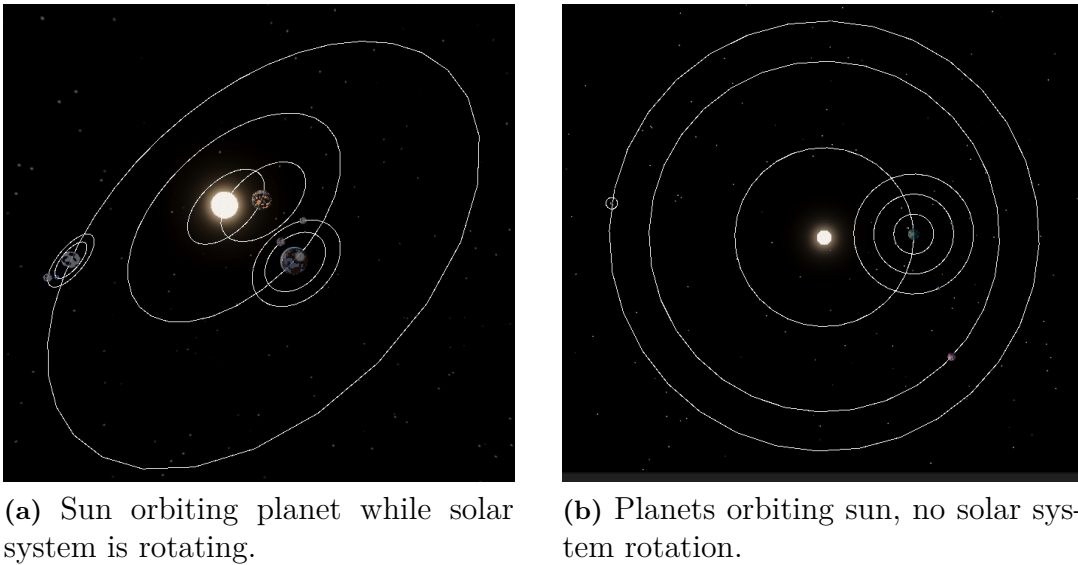 (a) Sun orbiting planet while solar
system is rotating.
(b) Planets orbiting sun, no solar sys-
tem rotation.